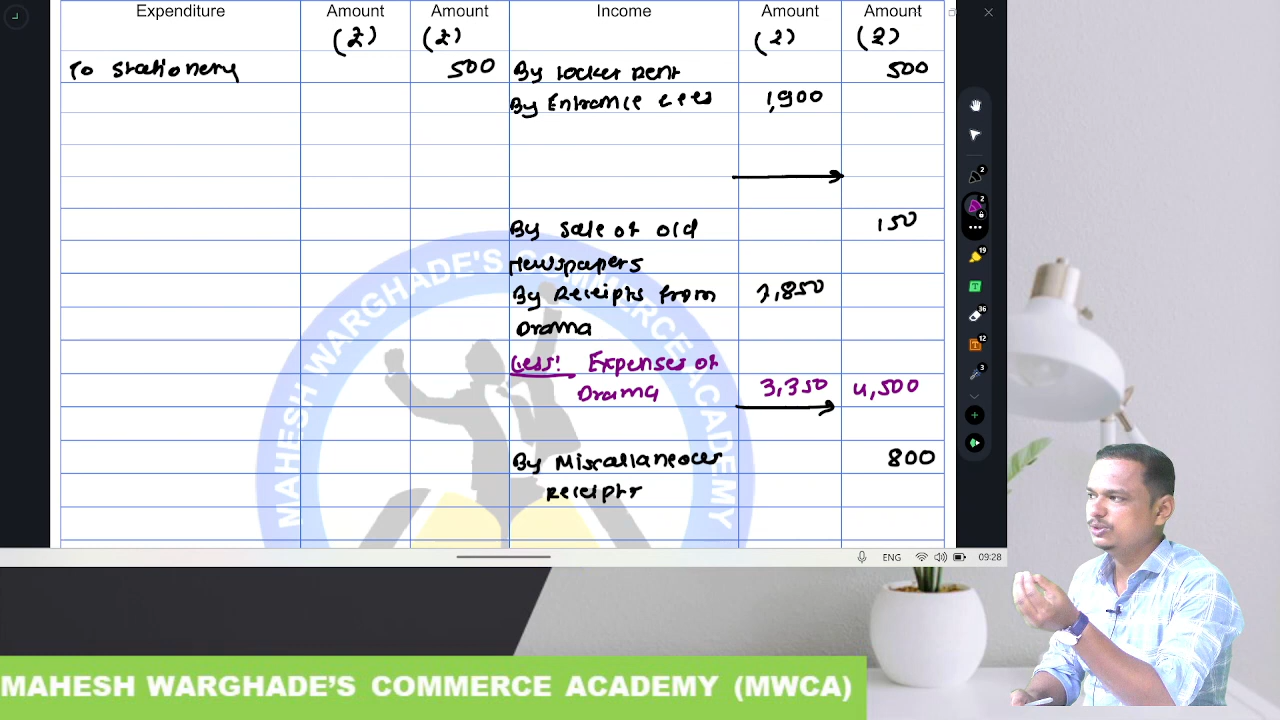 Expenditure Amount Amount Income Amount Amount
(₹) (₹) (₹) (₹)
To Stationery 500 By Locker Rent 500
By Entrance Fees 1,900
By Sale of old 150
Newspapers
By Receipts from 7,850
Drama
Less: Expenses of
Drama 3,350 4,500
By Miscellaneous 800
Receipts
MAHESH WARGHADE'S COMMERCE ACADEMY
ENG 09:28
MAHESH WARGHADE'S COMMERCE ACADEMY (MWCA)